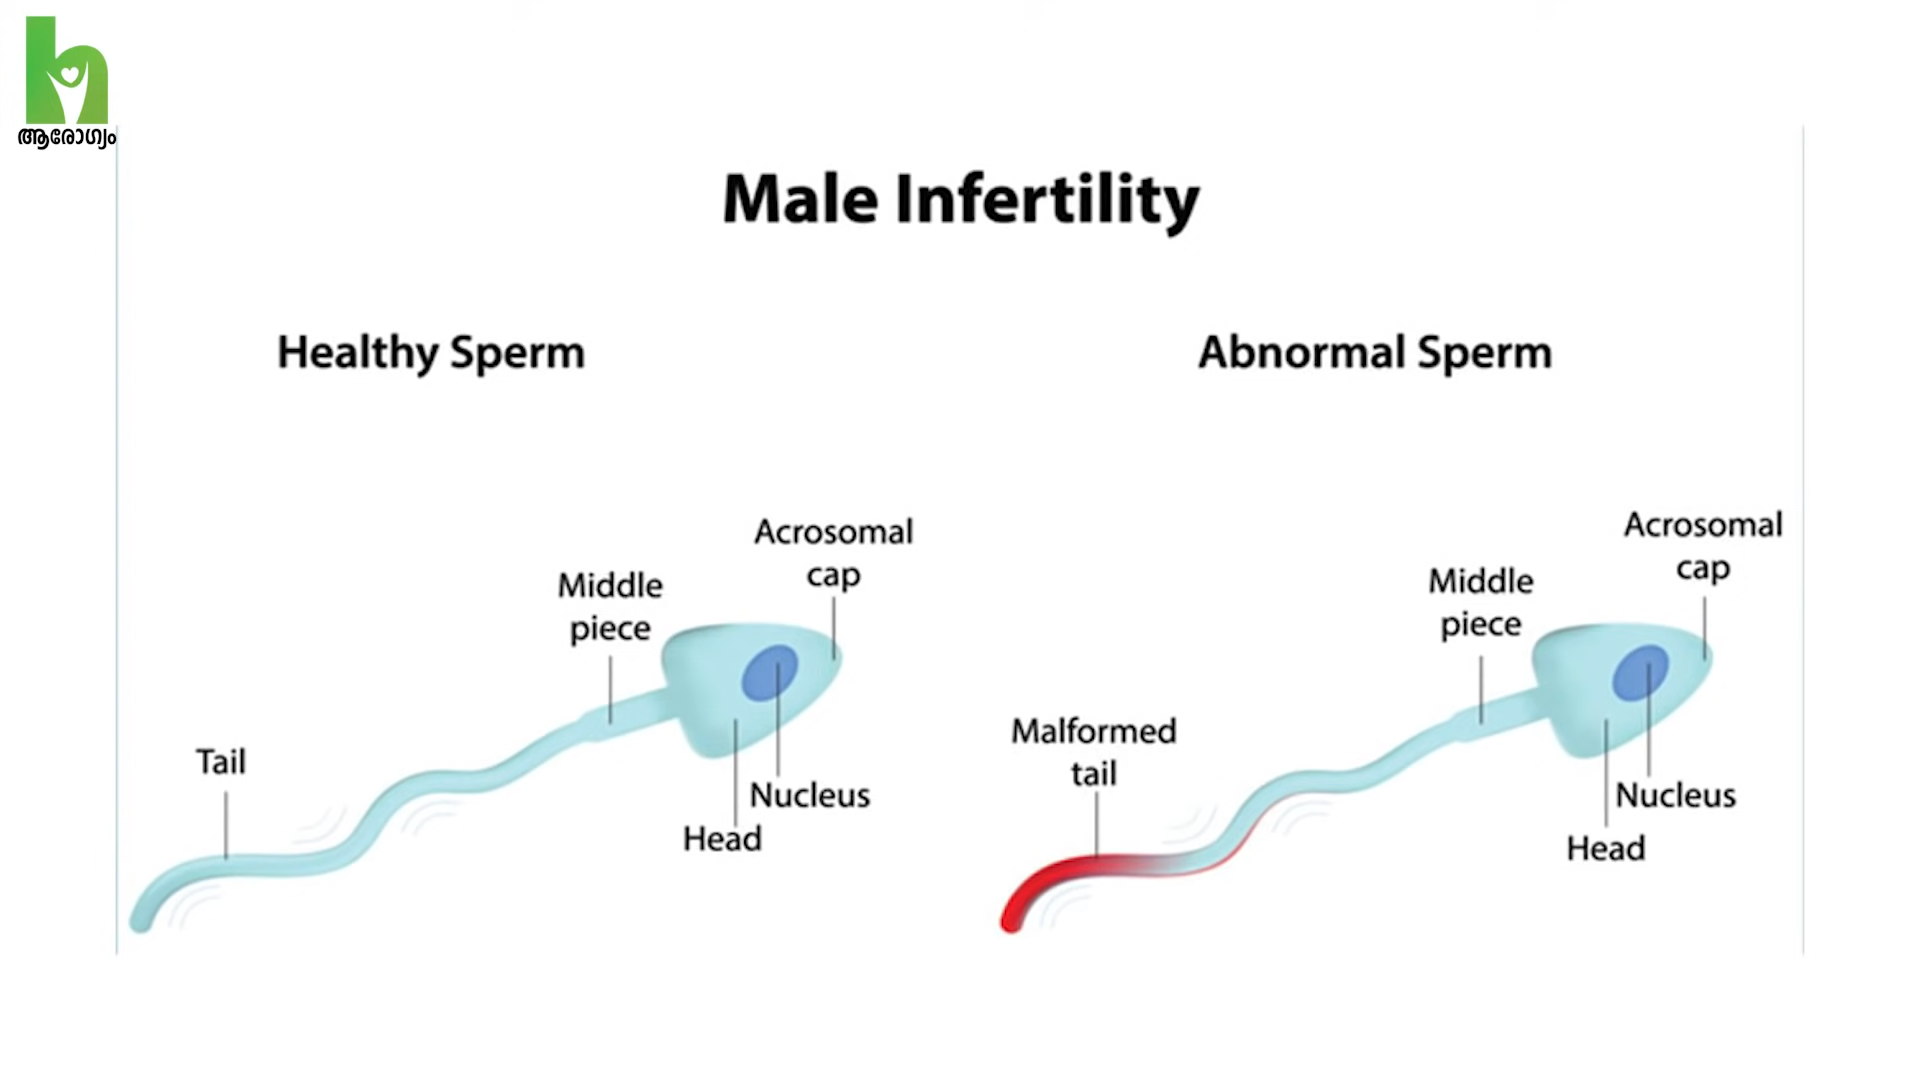 ആരോഗ്യം
Male Infertility
Healthy Sperm
Abnormal Sperm
Acrosomal
cap
Middle
piece
Tail
Nucleus
Head
Acrosomal
cap
Middle
piece
Malformed
tail
Nucleus
Head